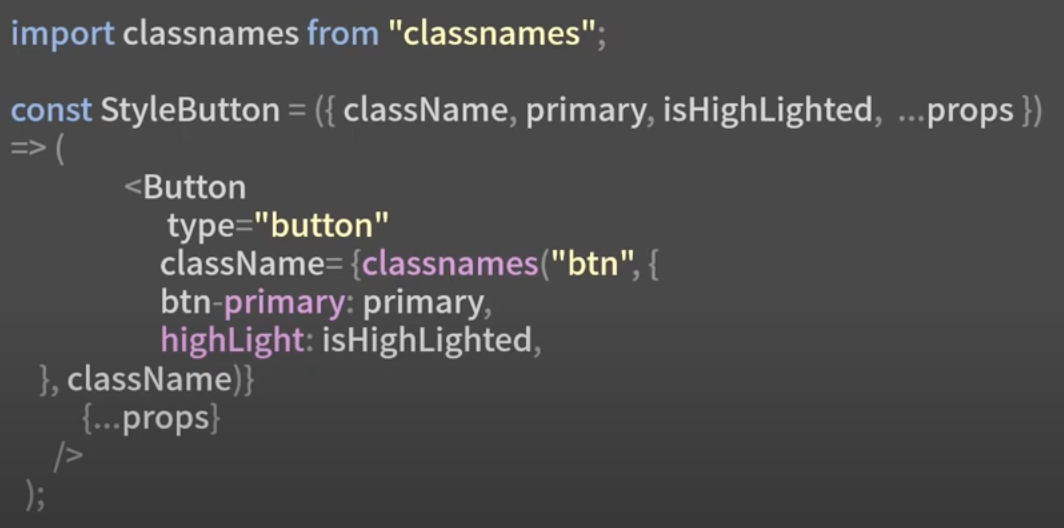 import classnames from "classnames";
const StyleButton = ({ className, primary, isHighLighted, ...props })
=> (
<Button
type="button"
className= {classnames("btn", {
btn-primary: primary,
highLight: isHighLighted,
}, className)}
{...props}
/>
);